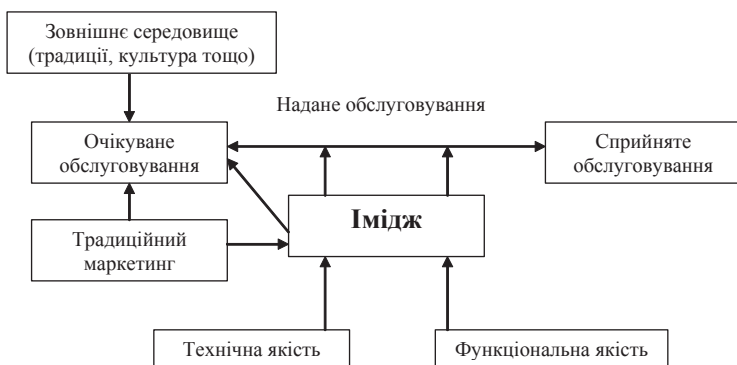 Зовнішнє середовище
(традиції, культура тощо)
Надане обслуговування
Очікуване
обслуговування
Сприйняте
обслуговування
Імідж
Традиційний
маркетинг
Технічна якість
Функціональна якість